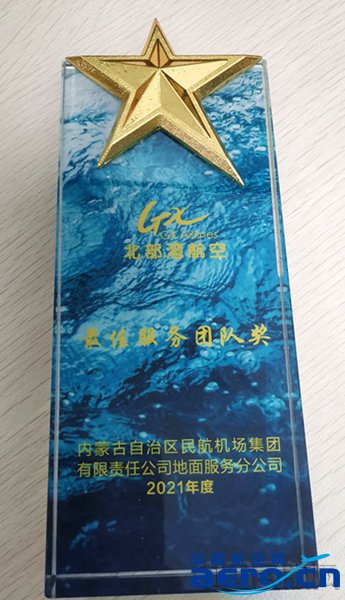 GX
GX Airlines
北部湾航空
最佳服务团队奖
内蒙古自治区民航机场集团
有限责任公司地面服务分公司
2021年度
aero.cn